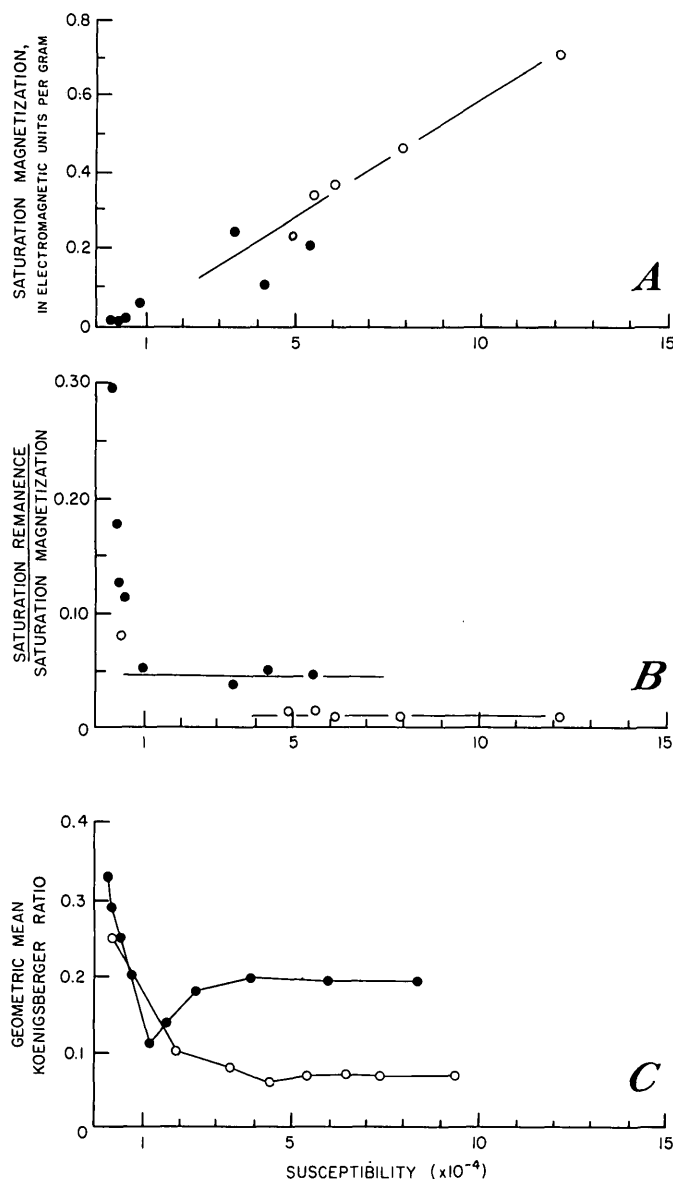 SATURATION MAGNETIZATION,
IN ELECTROMAGNETIC UNITS PER GRAM
0.8
0.6
0.4
0.2
0
1
5
10
15
A
SATURATION REMANENCE
SATURATION MAGNETIZATION
0.30
0.20
0.10
0
1
5
10
15
B
GEOMETRIC MEAN
KOENIGSBERGER RATIO
0.4
0.3
0.2
0.1
0
1
5
10
15
C
SUSCEPTIBILITY (x10-4)